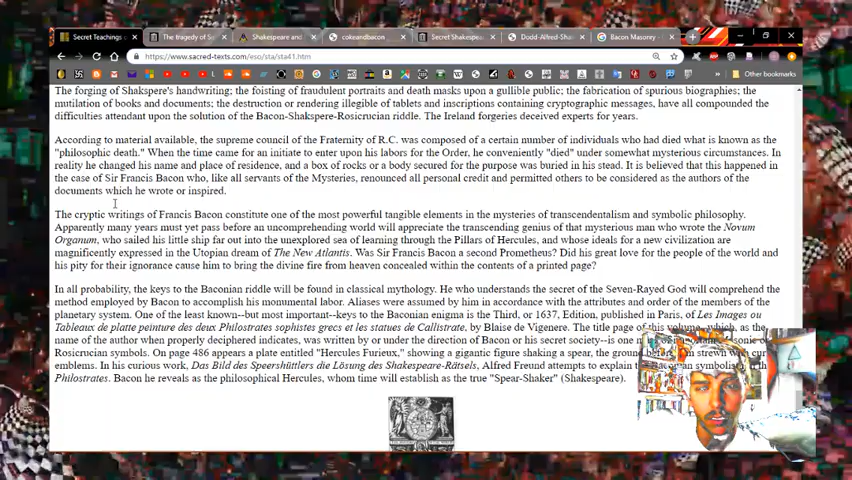 Secret Teachings
The tragedy of S
Shakespeare and
cokeandbacon
Secret Shakespea
Dodd-Alfred-Sha
Bacon Masonry -
https://www.sacred-texts.com/eso/sta/sta41.htm
Other bookmarks
The forging of Shakspere's handwriting; the foisting of fraudulent portraits and death masks upon a gullible public; the fabrication of spurious biographies; the
mutilation of books and documents; the destruction or rendering illegible of tablets and inscriptions containing cryptographic messages, have all compounded the
difficulties attendant upon the solution of the Bacon-Shakspere-Rosicrucian riddle. The Ireland forgeries deceived experts for years.
According to material available, the supreme council of the Fraternity of R.C. was composed of a certain number of individuals who had died what is known as the
"philosophic death." When the time came for an initiate to enter upon his labors for the Order, he conveniently "died" under somewhat mysterious circumstances. In
reality he changed his name and place of residence, and a box of rocks or a body secured for the purpose was buried in his stead. It is believed that this happened in
the case of Sir Francis Bacon who, like all servants of the Mysteries, renounced all personal credit and permitted others to be considered as the authors of the
documents which he wrote or inspired.
The cryptic writings of Francis Bacon constitute one of the most powerful tangible elements in the mysteries of transcendentalism and symbolic philosophy.
Apparently many years must yet pass before an uncomprehending world will appreciate the transcending genius of that mysterious man who wrote the Novum
Organum, who sailed his little ship far out into the unexplored sea of learning through the Pillars of Hercules, and whose ideals for a new civilization are
magnificently expressed in the Utopian dream of The New Atlantis. Was Sir Francis Bacon a second Prometheus? Did his great love for the people of the world and
his pity for their ignorance cause him to bring the divine fire from heaven concealed within the contents of a printed page?
In all probability, the keys to the Baconian riddle will be found in classical mythology. He who understands the secret of the Seven-Rayed God will comprehend the
method employed by Bacon to accomplish his monumental labor. Aliases were assumed by him in accordance with the attributes and order of the members of the
planetary system. One of the least known--but most important--keys to the Baconian enigma is the Third, or 1637, Edition, published in Paris, of Les Images ou
Tableaux de platte peinture des deux Philostrates sophistes grecs et les statues de Callistrate, by Blaise de Vigenere. The title page of this volume, which, as the
name of the author when properly deciphered indicates, was written by or under the direction of Bacon or his secret society--is one
Rosicrucian symbols. On page 486 appears a plate entitled "Hercules Furieux," showing a gigantic figure shaking a spear, the ground before strewn with
emblems. In his curious work, Das Bild des Speershüttlers die Lösung des Shakespeare-Rätsels, Alfred Freund attempts to explain
Philostrates. Bacon he reveals as the philosophical Hercules, whom time will establish as the true "Spear-Shaker" (Shakespeare).